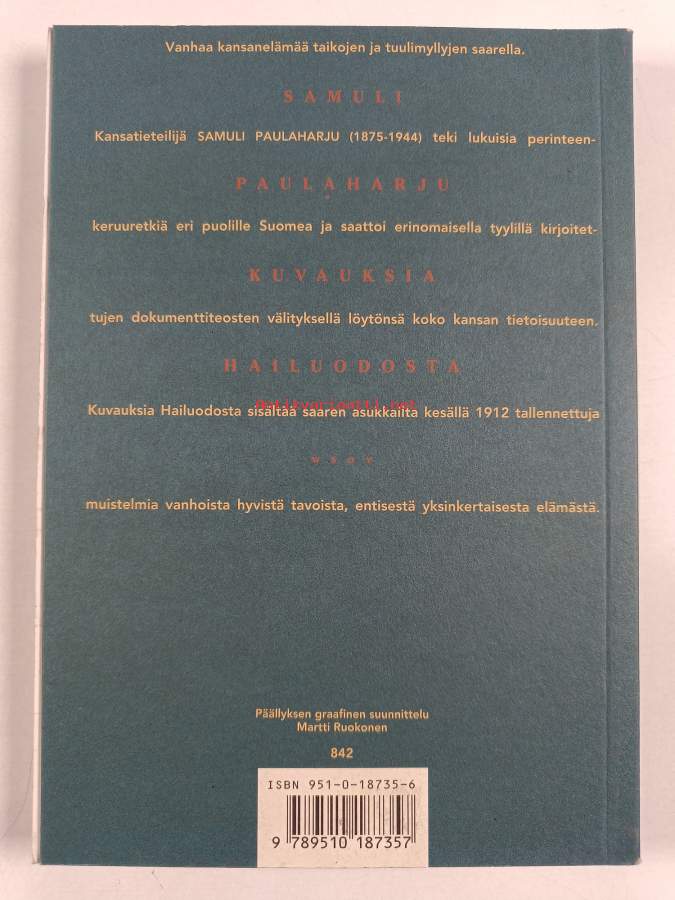 Vanhaa kansanelämää taikojen ja tuulimyllyjen saarella.
SAMULI
Kansatieteilijä SAMULI PAULAHARJU (1875-1944) teki lukuisia perinteen-
PAULAHARJU
keruuretkiä eri puolille Suomea ja saattoi erinomaisella tyylillä kirjoitet-
KUVAUKSIA
tujen dokumenttiteosten välityksellä löytönsä koko kansan tietoisuuteen.
HAILUODOSTA
Antikvariaatti.net
Kuvauksia Hailuodosta sisältää saaren asukkailta kesällä 1912 tallennettuja
WSOY
muistelmia vanhoista hyvistä tavoista, entisestä yksinkertaisesta elämästä.
Päällyksen graafinen suunnittelu
Martti Ruokonen
842
ISBN 951-0-18735-6
9 789510 187357